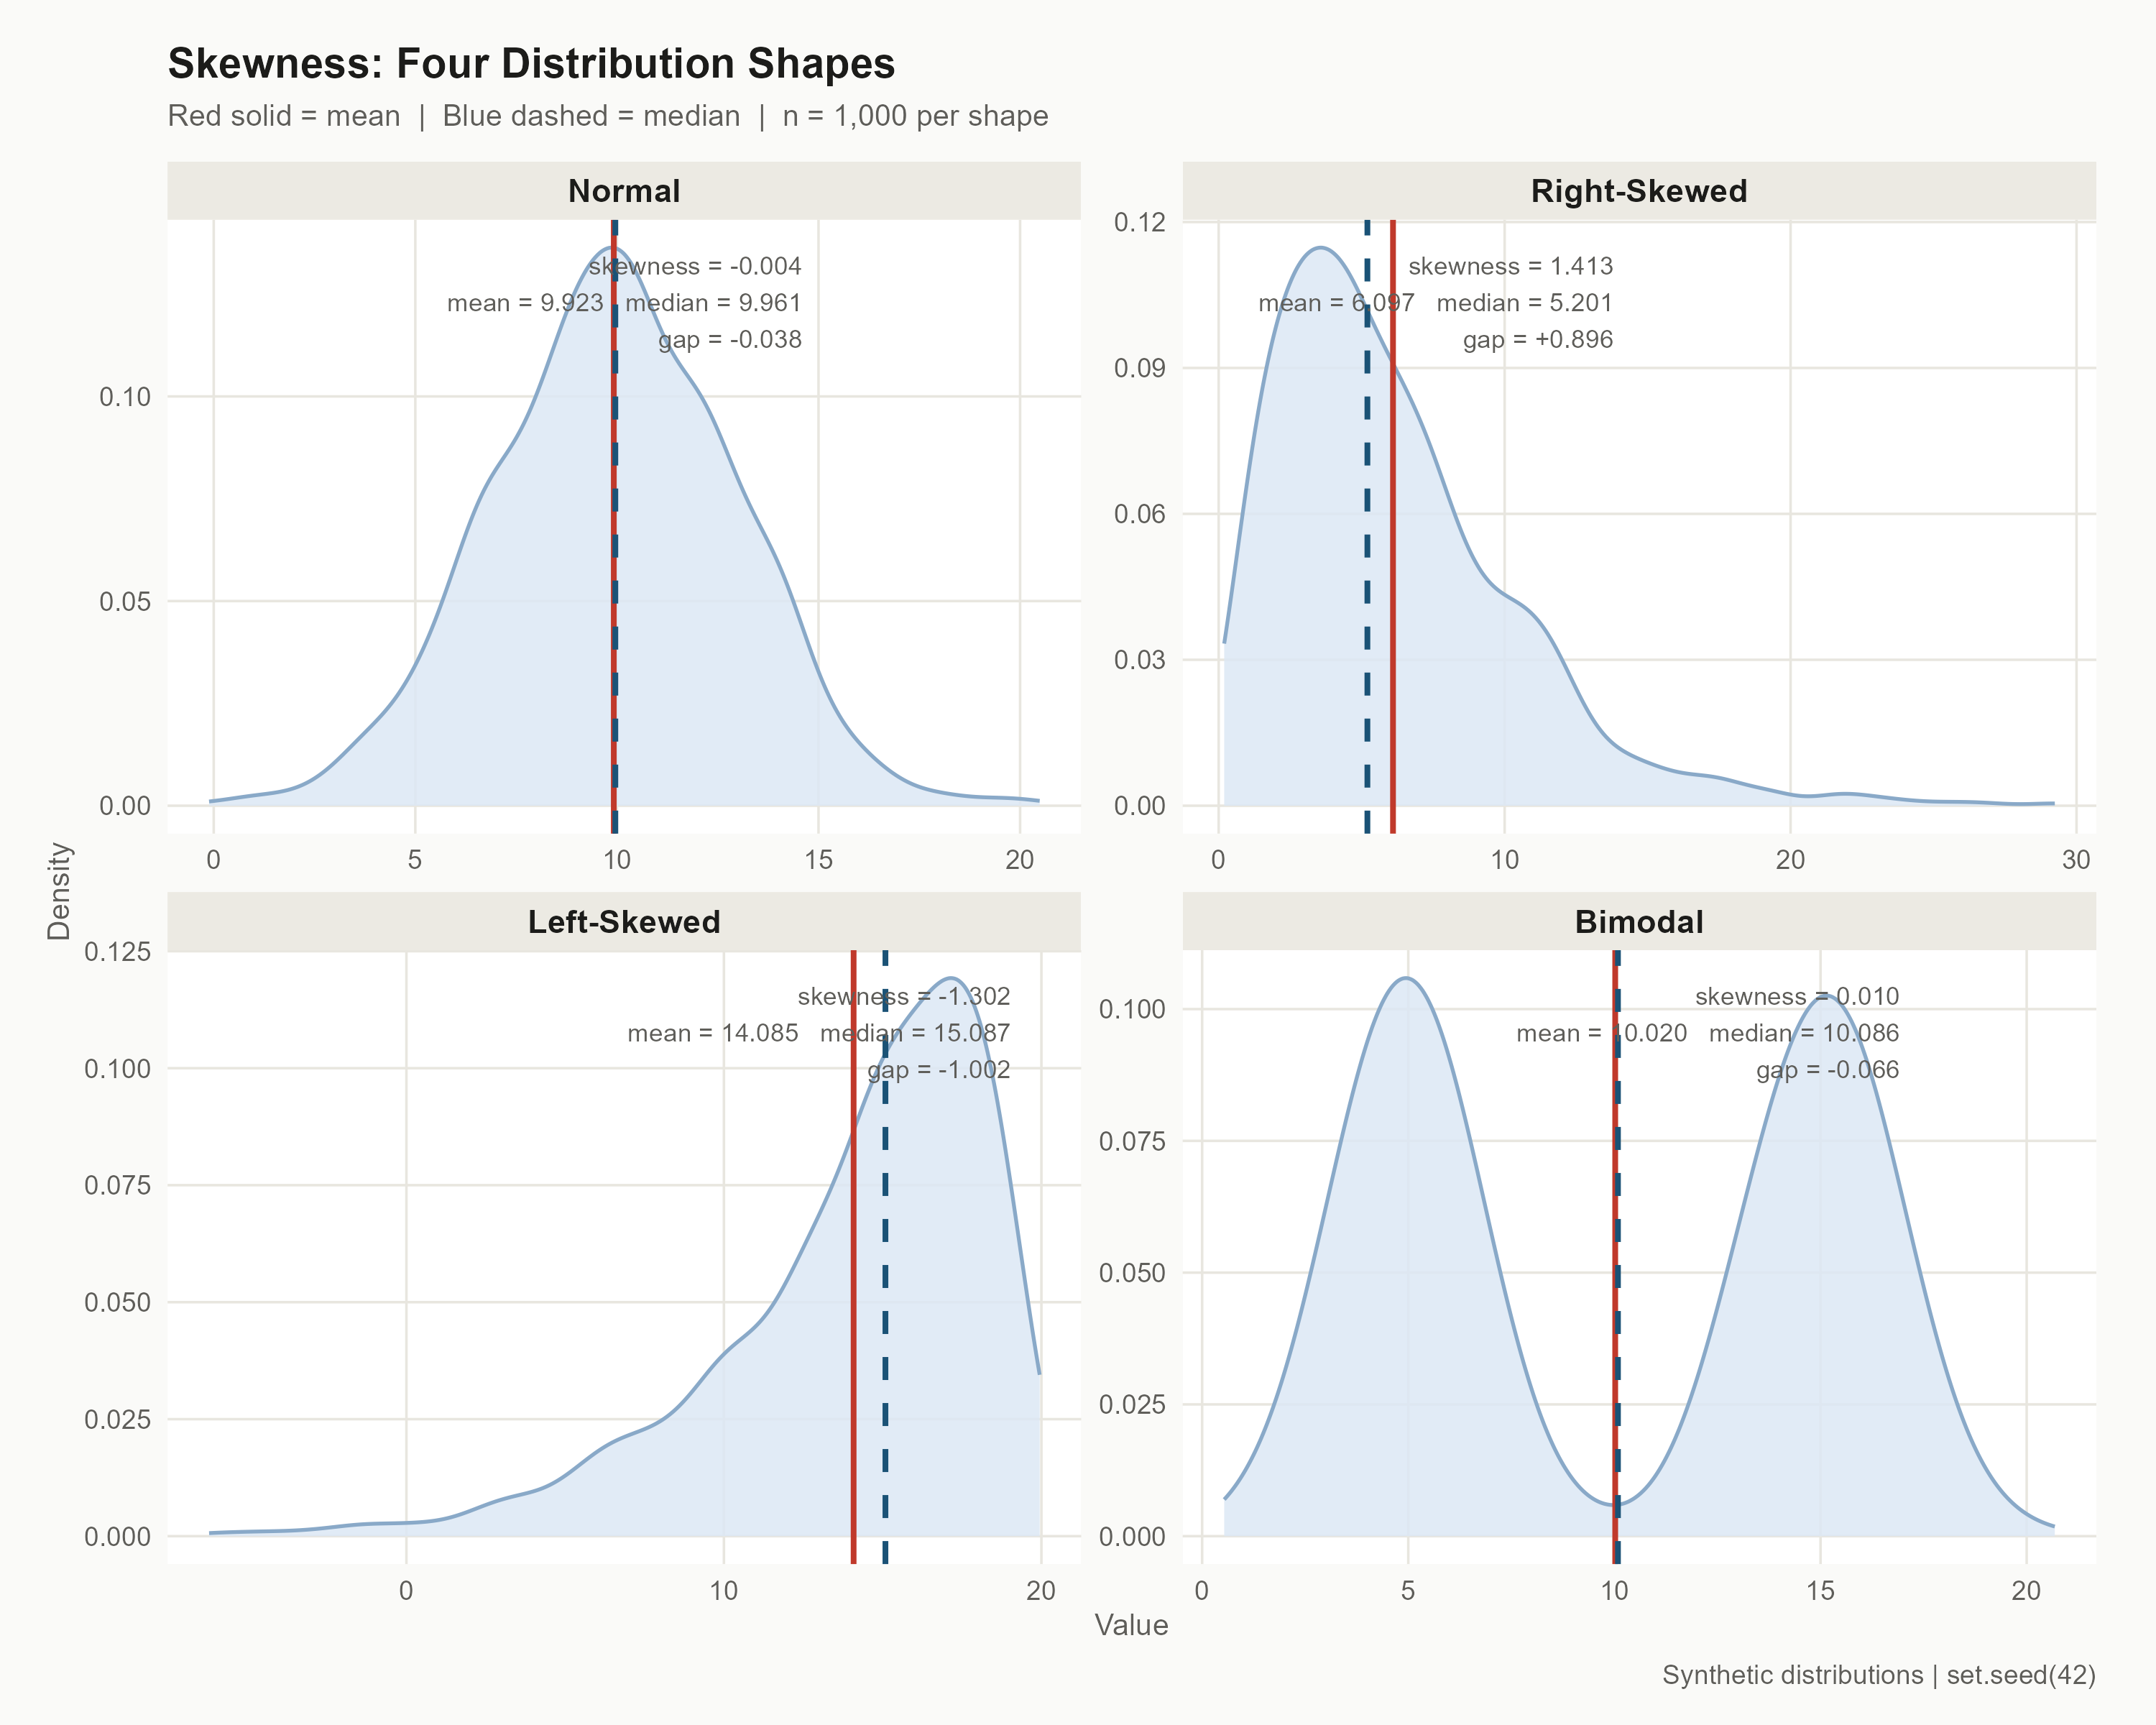 Skewness: Four Distribution Shapes
Red solid = mean | Blue dashed = median | n = 1,000 per shape
Density
Normal
skewness = -0.004
mean = 9.923 median = 9.961
gap = -0.038
0.10
0.05
0.00
0 5 10 15 20
Right-Skewed
0.12
skewness = 1.413
mean = 6.097 median = 5.201
gap = +0.896
0.09
0.06
0.03
0.00
0 10 20 30
Left-Skewed
0.125
skewness = -1.302
mean = 14.085 median = 15.087
gap = -1.002
0.100
0.075
0.050
0.025
0.000
0 10 20
Bimodal
skewness = 0.010
0.100
mean = 10.020 median = 10.086
gap = -0.066
0.075
0.050
0.025
0.000
0 5 10 15 20
Value
Synthetic distributions | set.seed(42)